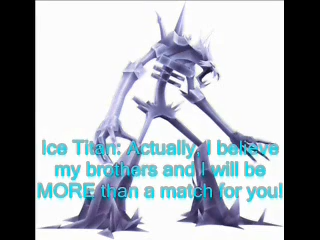 Ice Titan: Actually, I believe
my brothers and I will be
MORE than a match for you!